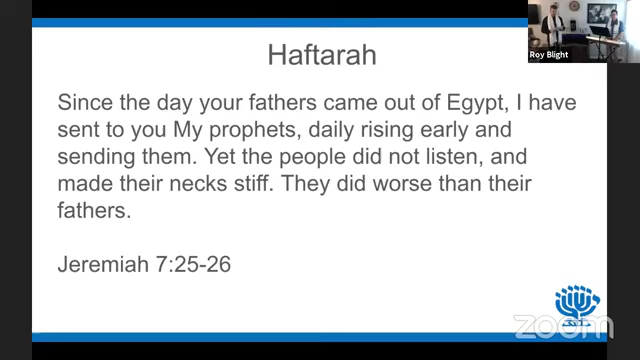 Haftarah
Roy Blight
Since the day your fathers came out of Egypt, I have
sent to you My prophets, daily rising early and
sending them. Yet the people did not listen, and
made their necks stiff. They did worse than their
fathers.
Jeremiah 7:25-26
zoom